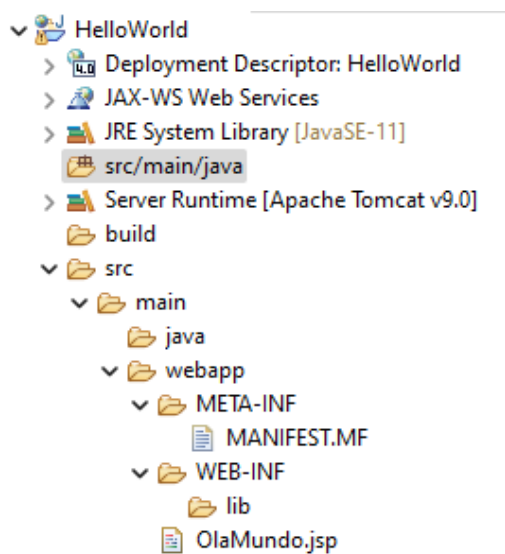 HelloWorld
Deployment Descriptor: HelloWorld
JAX-WS Web Services
JRE System Library [JavaSE-11]
src/main/java
Server Runtime [Apache Tomcat v9.0]
build
src
main
java
webapp
META-INF
MANIFEST.MF
WEB-INF
lib
OlaMundo.jsp